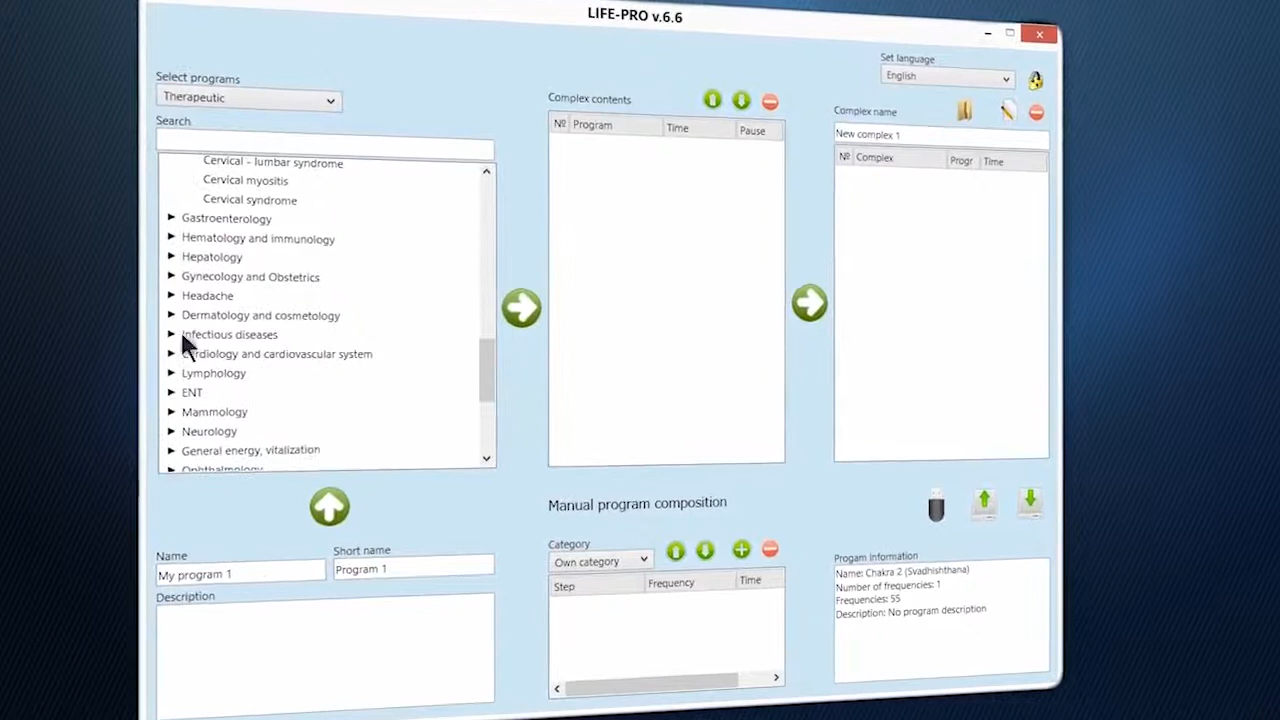 LIFE-PRO v.6.6
Set language
English
Select programs
Therapeutic
Search
Cervical - lumbar syndrome
Cervical myositis
Cervical syndrome
Gastroenterology
Hematology and immunology
Hepatology
Gynecology and Obstetrics
Headache
Dermatology and cosmetology
Infectious diseases
Cardiology and cardiovascular system
Lymphology
ENT
Mammology
Neurology
General energy, vitalization
Ophthalmology
Complex contents
№ Program Time Pause
Complex name
New complex 1
№ Complex Progr Time
Manual program composition
Name
My program 1
Short name
Program 1
Description
Category
Own category
Step Frequency Time
Progam information
Name: Chakra 2 (Svadhishthana)
Number of frequencies: 1
Frequencies: 55
Description: No program description